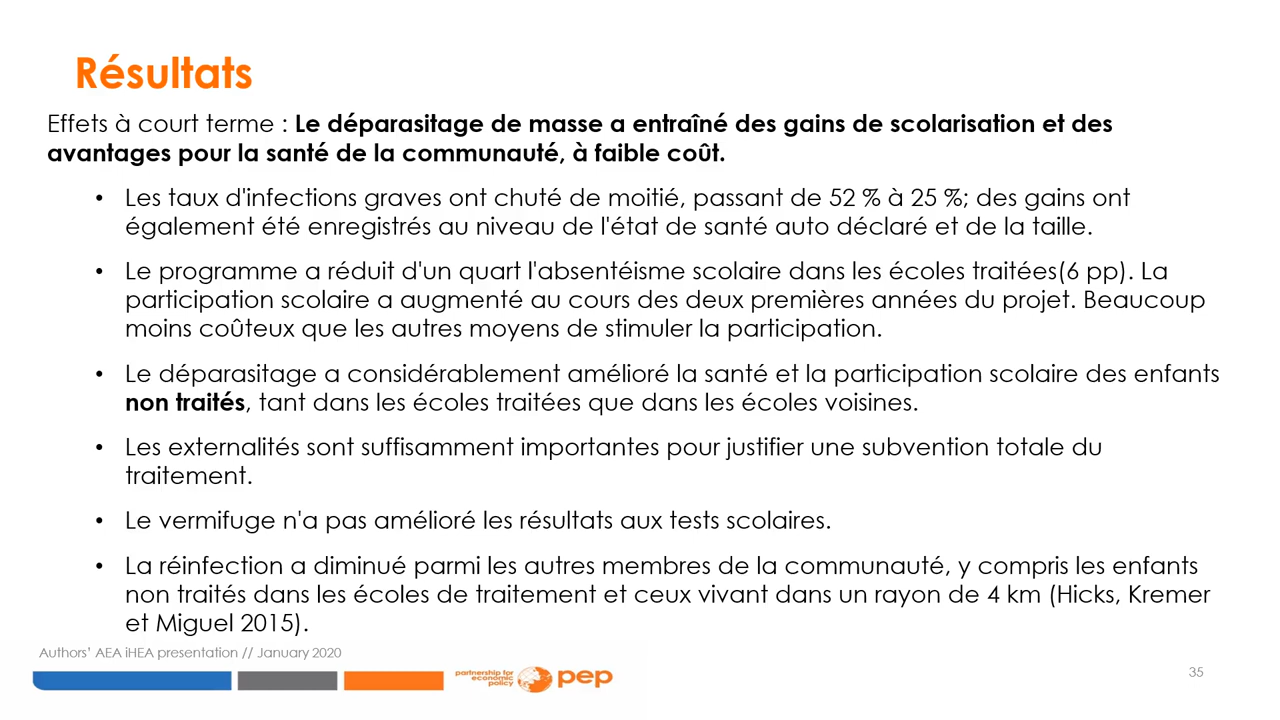 Résultats
Effets à court terme : Le déparasitage de masse a entraîné des gains de scolarisation et des
avantages pour la santé de la communauté, à faible coût.
• Les taux d'infections graves ont chuté de moitié, passant de 52 % à 25 %; des gains ont
également été enregistrés au niveau de l'état de santé auto déclaré et de la taille.
• Le programme a réduit d'un quart l'absentéisme scolaire dans les écoles traitées(6 pp). La
participation scolaire a augmenté au cours des deux premières années du projet. Beaucoup
moins coûteux que les autres moyens de stimuler la participation.
• Le déparasitage a considérablement amélioré la santé et la participation scolaire des enfants
non traités, tant dans les écoles traitées que dans les écoles voisines.
• Les externalités sont suffisamment importantes pour justifier une subvention totale du
traitement.
• Le vermifuge n'a pas amélioré les résultats aux tests scolaires.
• La réinfection a diminué parmi les autres membres de la communauté, y compris les enfants
non traités dans les écoles de traitement et ceux vivant dans un rayon de 4 km (Hicks, Kremer
et Miguel 2015).
Authors' AEA iHEA presentation // January 2020
partnership for
economic
policy
pep
35